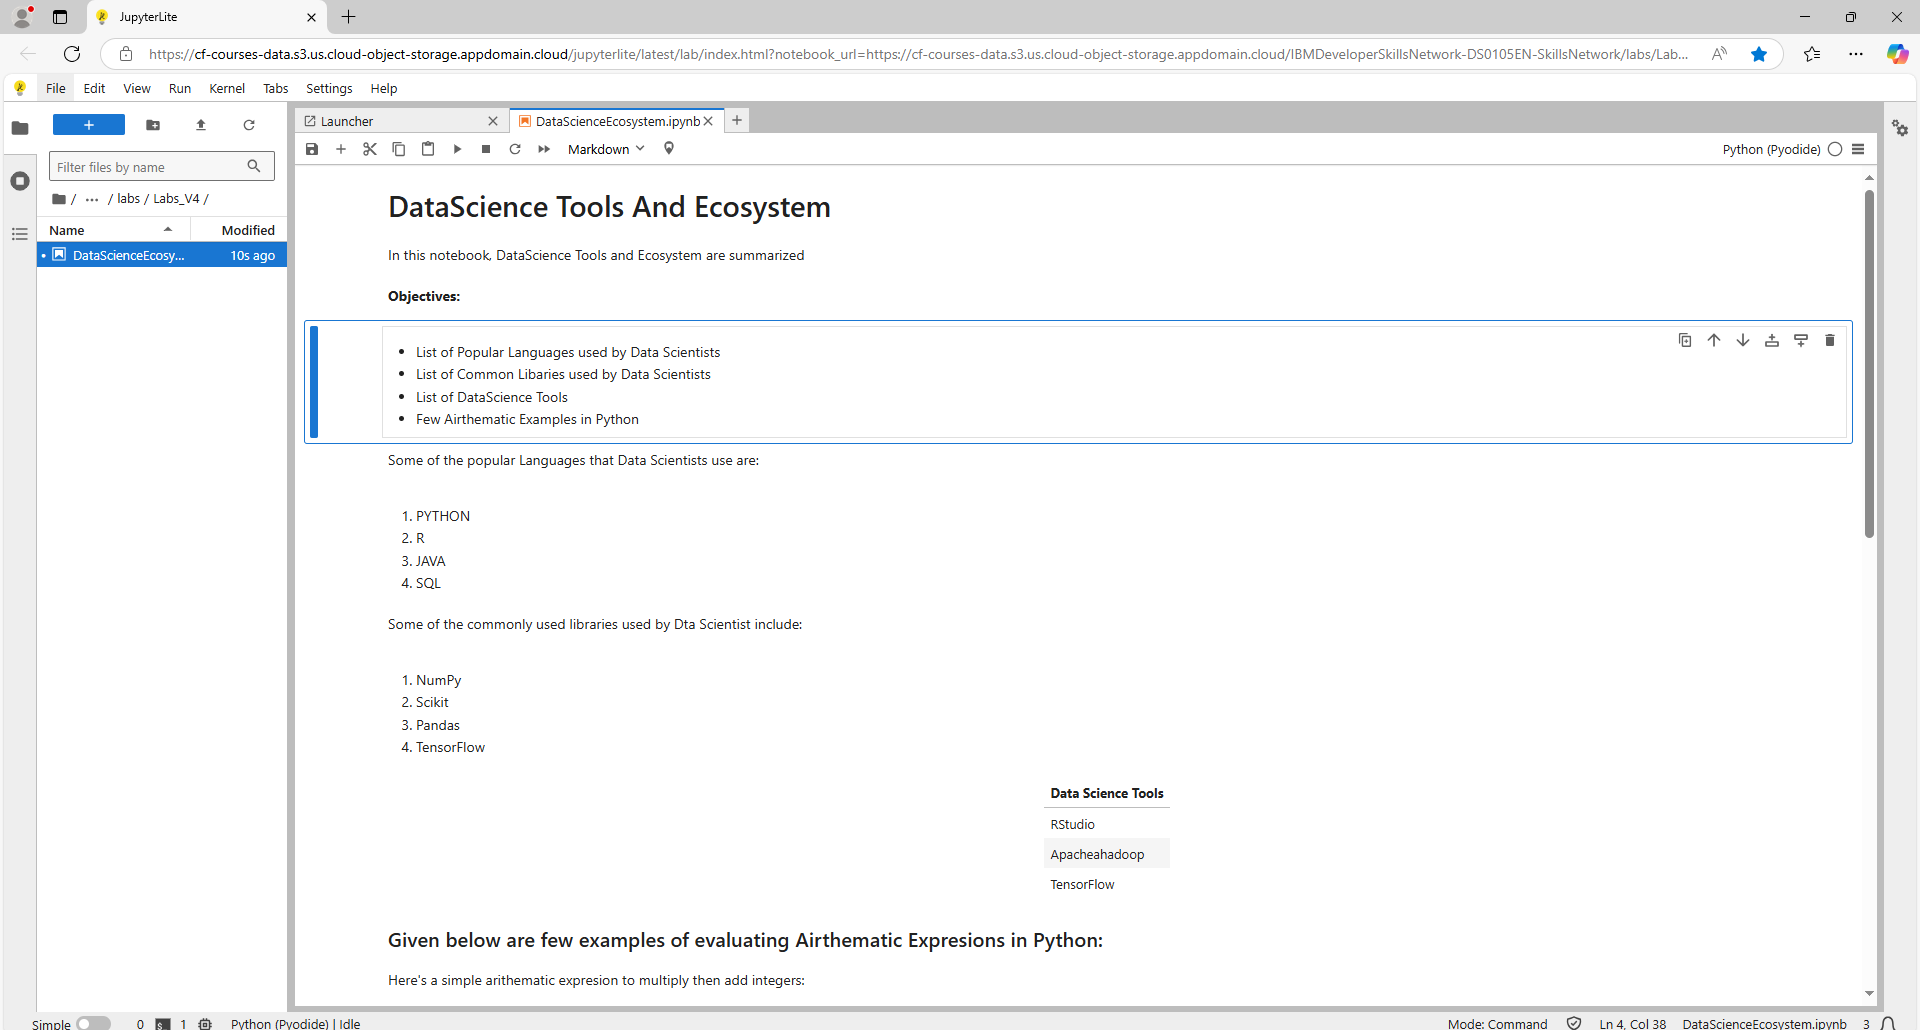 JupyterLite
https://cf-courses-data.s3.us.cloud-object-storage.appdomain.cloud/jupyterlite/latest/lab/index.html?notebook_url=https://cf-courses-data.s3.us.cloud-object-storage.appdomain.cloud/IBMDeveloperSkillsNetwork-DS0105EN-SkillsNetwork/labs/Lab...
File Edit View Run Kernel Tabs Settings Help
Launcher
DataScienceEcosystem.ipynb
Markdown
Python (Pyodide)
Filter files by name
/ ... / labs / Labs_V4 /
Name Modified
DataScienceEcosy... 10s ago
DataScience Tools And Ecosystem
In this notebook, DataScience Tools and Ecosystem are summarized
Objectives:
• List of Popular Languages used by Data Scientists
• List of Common Libaries used by Data Scientists
• List of DataScience Tools
• Few Airthematic Examples in Python
Some of the popular Languages that Data Scientists use are:
1. PYTHON
2. R
3. JAVA
4. SQL
Some of the commonly used libraries used by Dta Scientist include:
1. NumPy
2. Scikit
3. Pandas
4. TensorFlow
Data Science Tools
RStudio
Apacheahadoop
TensorFlow
Given below are few examples of evaluating Airthematic Expresions in Python:
Here's a simple arithematic expresion to multiply then add integers:
Simple 0 1 Python (Pyodide) | Idle Mode: Command Ln 4, Col 38 DataScienceEcosystem.ipynb 3